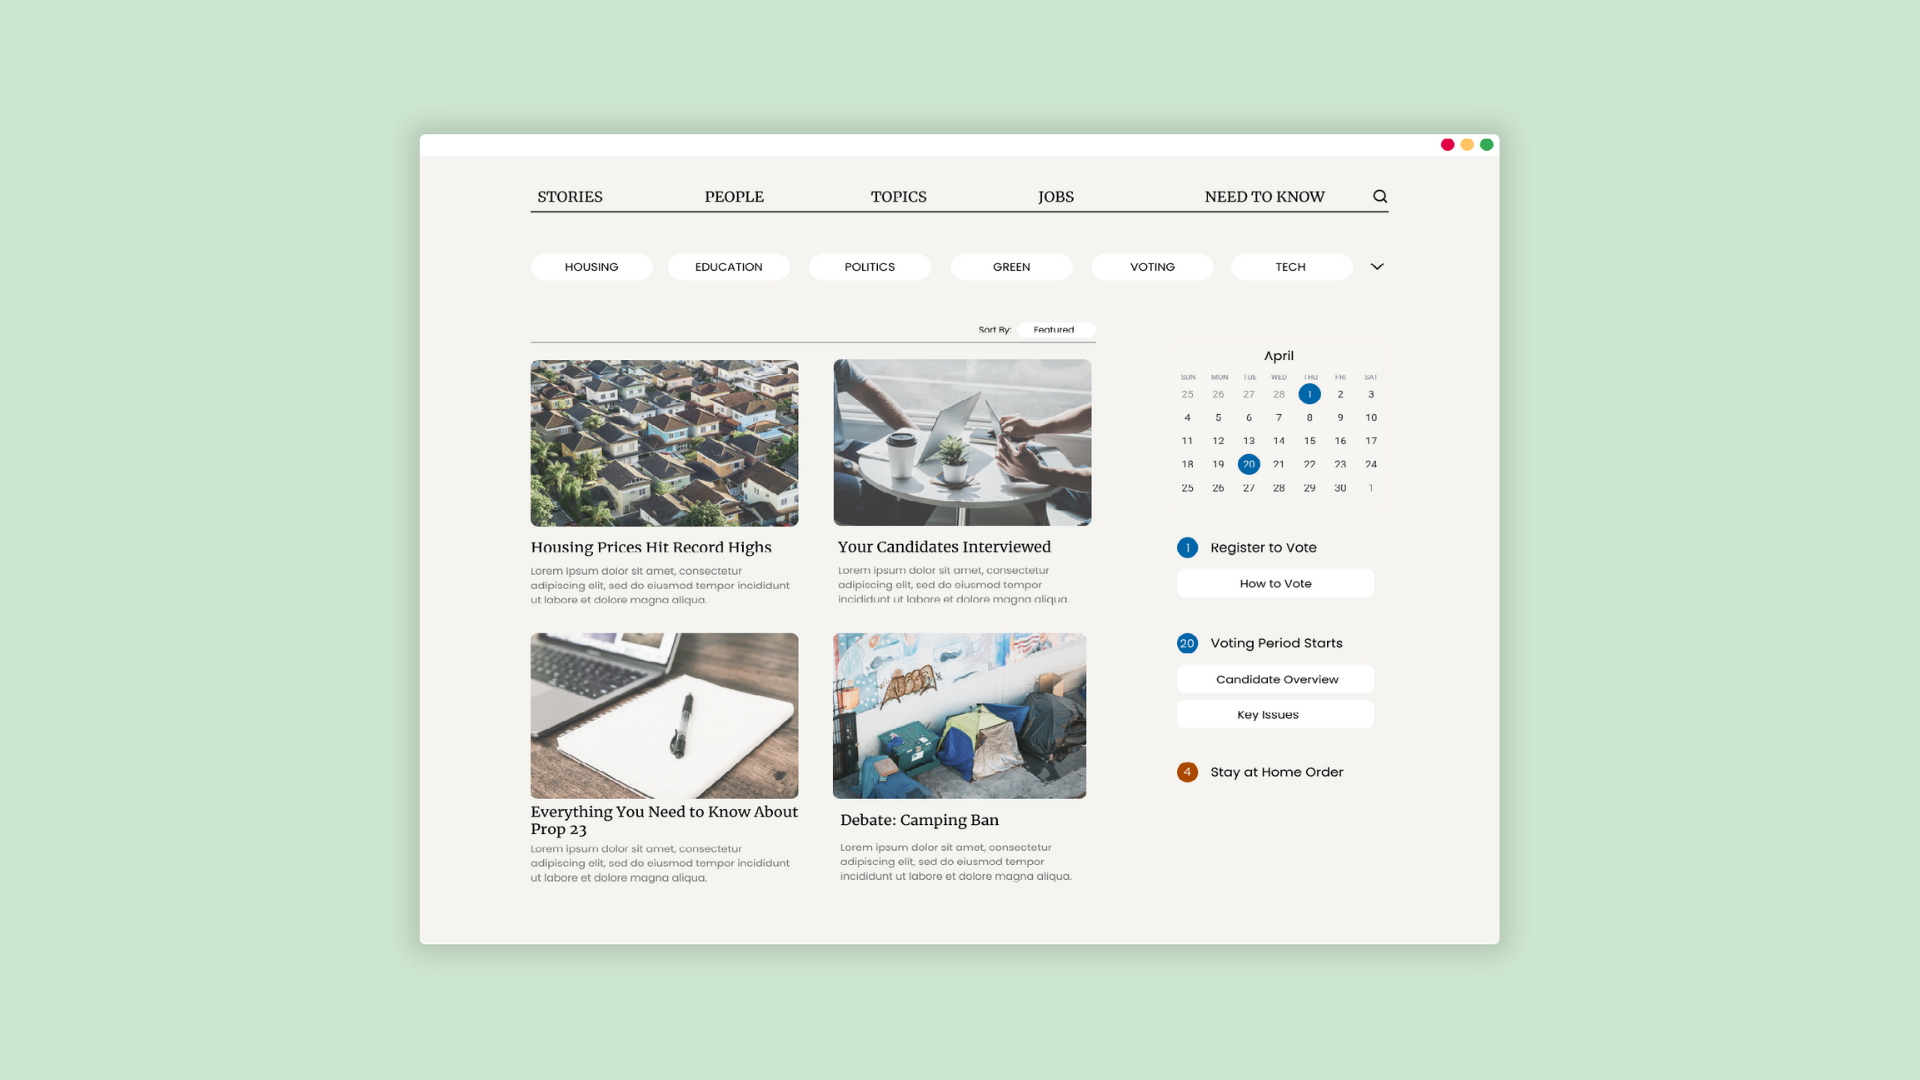 STORIES PEOPLE TOPICS JOBS NEED TO KNOW
HOUSING EDUCATION POLITICS GREEN VOTING TECH
Sort By: Featured
Housing Prices Hit Record Highs
Lorem ipsum dolor sit amet, consectetur
adipiscing elit, sed do eiusmod tempor incididunt
ut labore et dolore magna aliqua.
Your Candidates Interviewed
Lorem ipsum dolor sit amet, consectetur
adipiscing elit, sed do eiusmod tempor
incididunt ut labore et dolore magna aliqua.
Everything You Need to Know About
Prop 23
Lorem ipsum dolor sit amet, consectetur
adipiscing elit, sed do eiusmod tempor incididunt
ut labore et dolore magna aliqua.
Debate: Camping Ban
Lorem ipsum dolor sit amet, consectetur
adipiscing elit, sed do eiusmod tempor
incididunt ut labore et dolore magna aliqua.
April
SUN MON TUE WED THU FRI SAT
25 26 27 28 1 2 3
4 5 6 7 8 9 10
11 12 13 14 15 16 17
18 19 20 21 22 23 24
25 26 27 28 29 30 1
1 Register to Vote
How to Vote
20 Voting Period Starts
Candidate Overview
Key Issues
4 Stay at Home Order